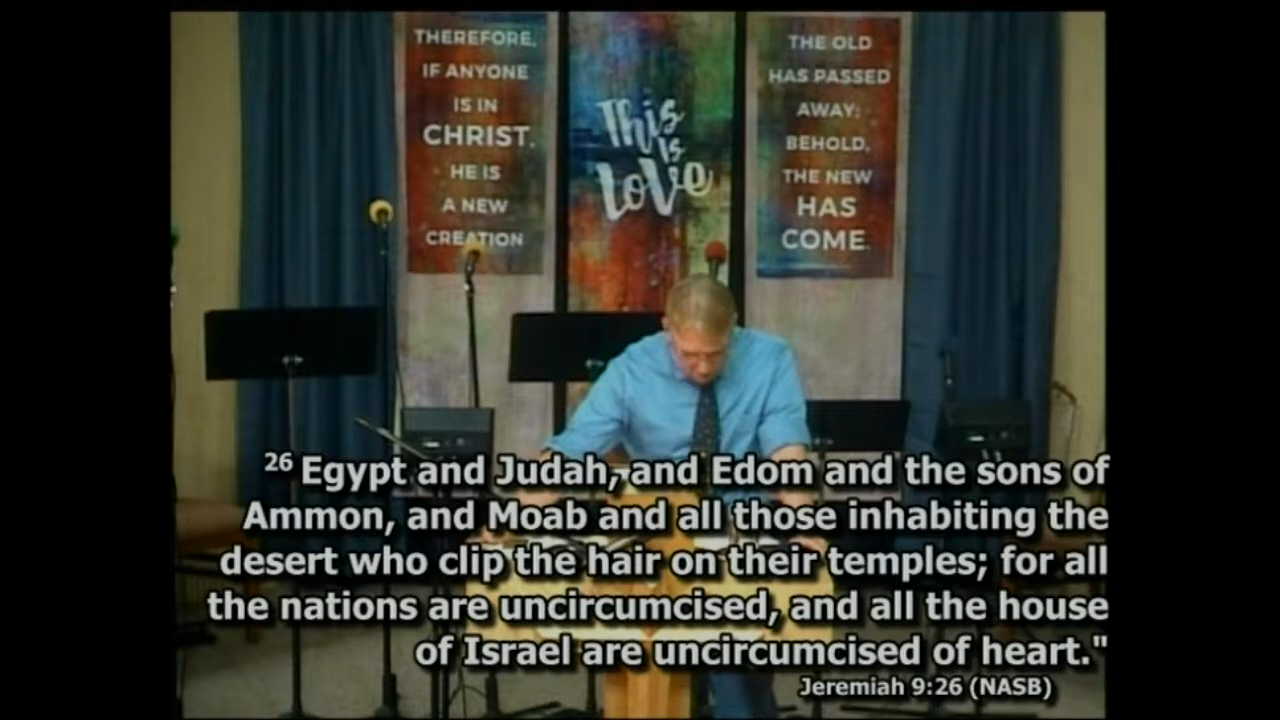 THEREFORE,
IF ANYONE
IS IN
CHRIST.
HE IS
A NEW
CREATION
This
is
Love
THE OLD
HAS PASSED
AWAY;
BEHOLD,
THE NEW
HAS
COME.
26 Egypt and Judah, and Edom and the sons of
Ammon, and Moab and all those inhabiting the
desert who clip the hair on their temples; for all
the nations are uncircumcised, and all the house
of Israel are uncircumcised of heart."
Jeremiah 9:26 (NASB)